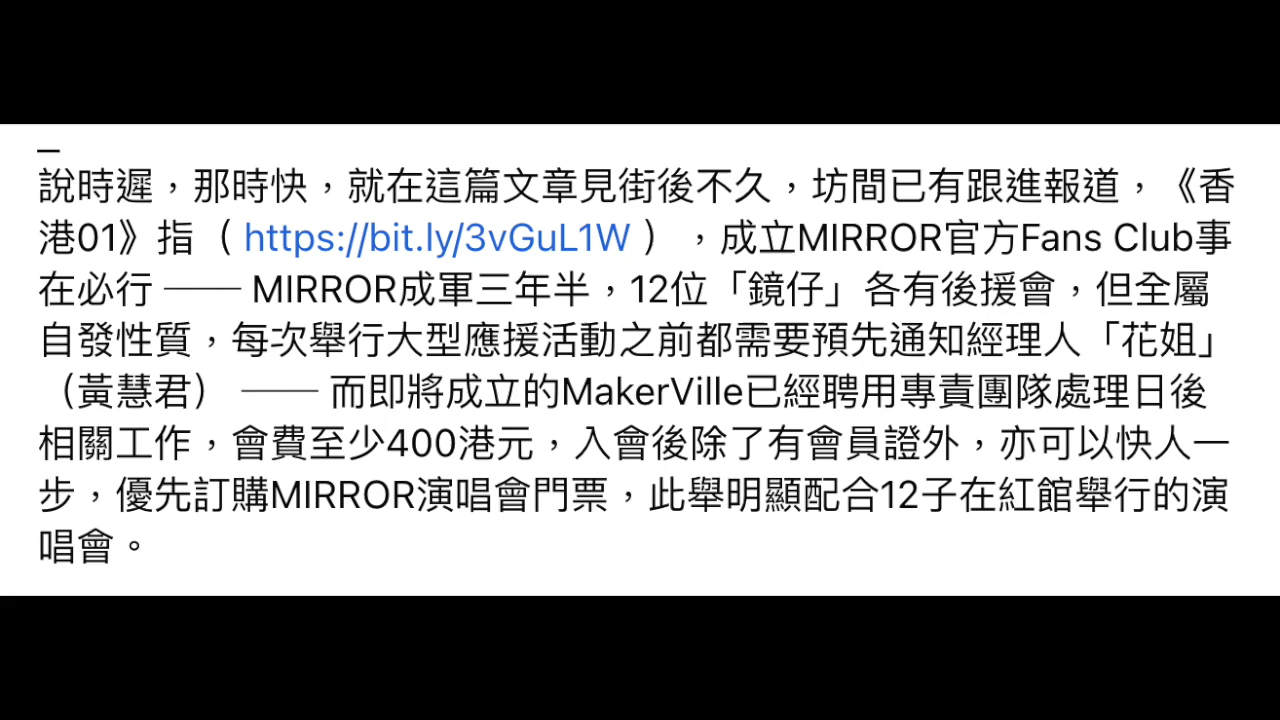 _
說時遲，那時快，就在這篇文章見街後不久，坊間已有跟進報道，《香
港01》指（ https://bit.ly/3vGuL1W ），成立MIRROR官方Fans Club事
在必行 —— MIRROR成軍三年半，12位「鏡仔」各有後援會，但全屬
自發性質，每次舉行大型應援活動之前都需要預先通知經理人「花姐」
（黃慧君） —— 而即將成立的MakerVille已經聘用專責團隊處理日後
相關工作，會費至少400港元，入會後除了有會員證外，亦可以快人一
步，優先訂購MIRROR演唱會門票，此舉明顯配合12子在紅館舉行的演
唱會。